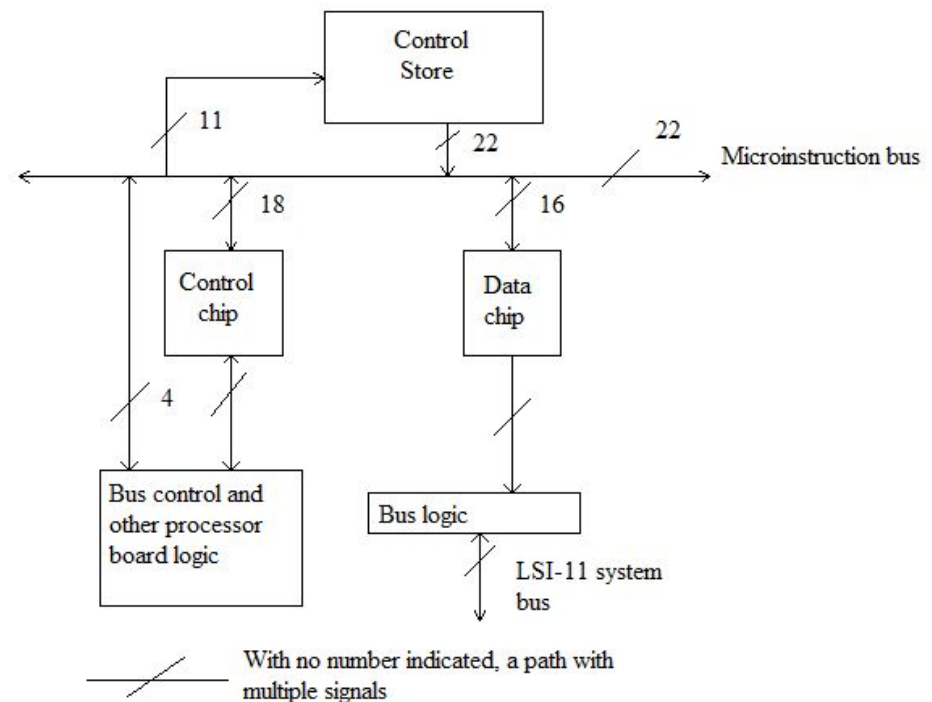 Control
Store
11
22
22
Microinstruction bus
18
16
Control
chip
Data
chip
4
Bus control and
other processor
board logic
Bus logic
LSI-11 system
bus
With no number indicated, a path with
multiple signals